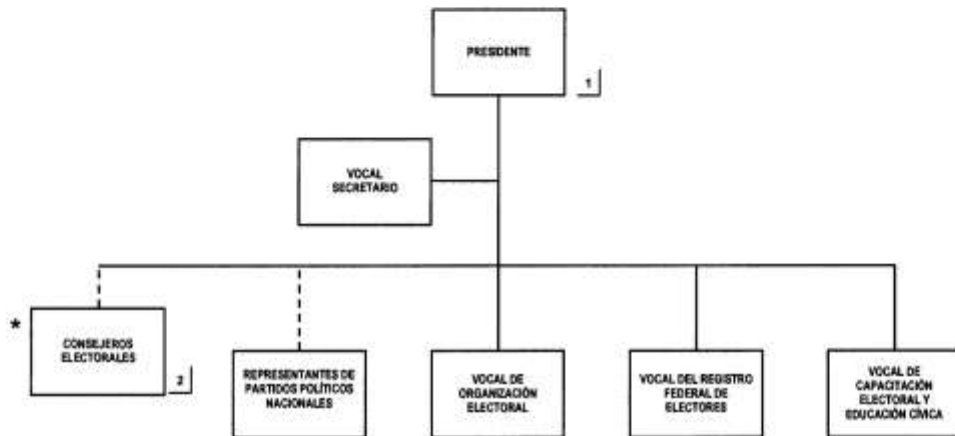 PRESIDENTE
1
VOCAL
SECRETARIO
*
CONSEJEROS
ELECTORALES
2
REPRESENTANTES DE
PARTIDOS POLÍTICOS
NACIONALES
VOCAL DE
ORGANIZACIÓN
ELECTORAL
VOCAL DEL REGISTRO
FEDERAL DE
ELECTORES
VOCAL DE
CAPACITACIÓN
ELECTORAL Y
EDUCACIÓN CÍVICA